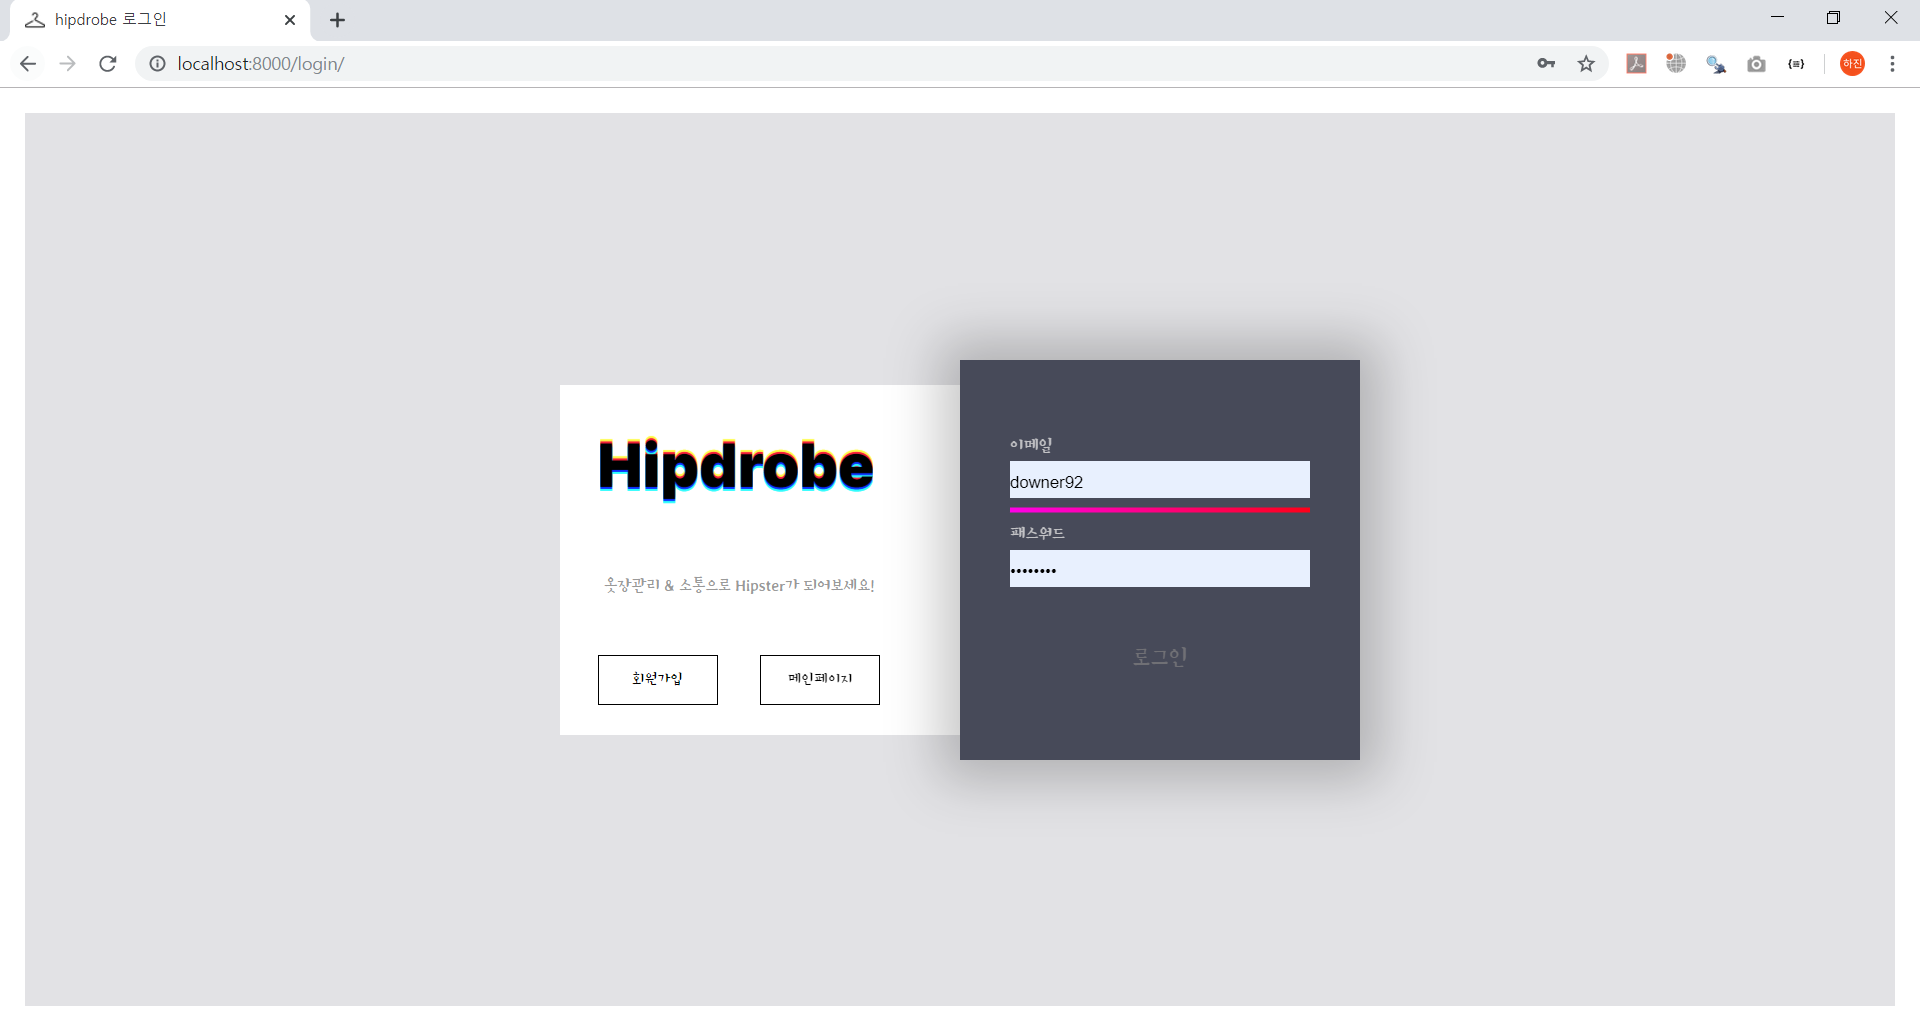 hipdrobe 로그인
localhost:8000/login/
하진
Hipdrobe
옷장관리 & 소통으로 Hipster가 되어보세요!
회원가입
메인페이지
이메일
downer92
패스워드
••••••••
로그인